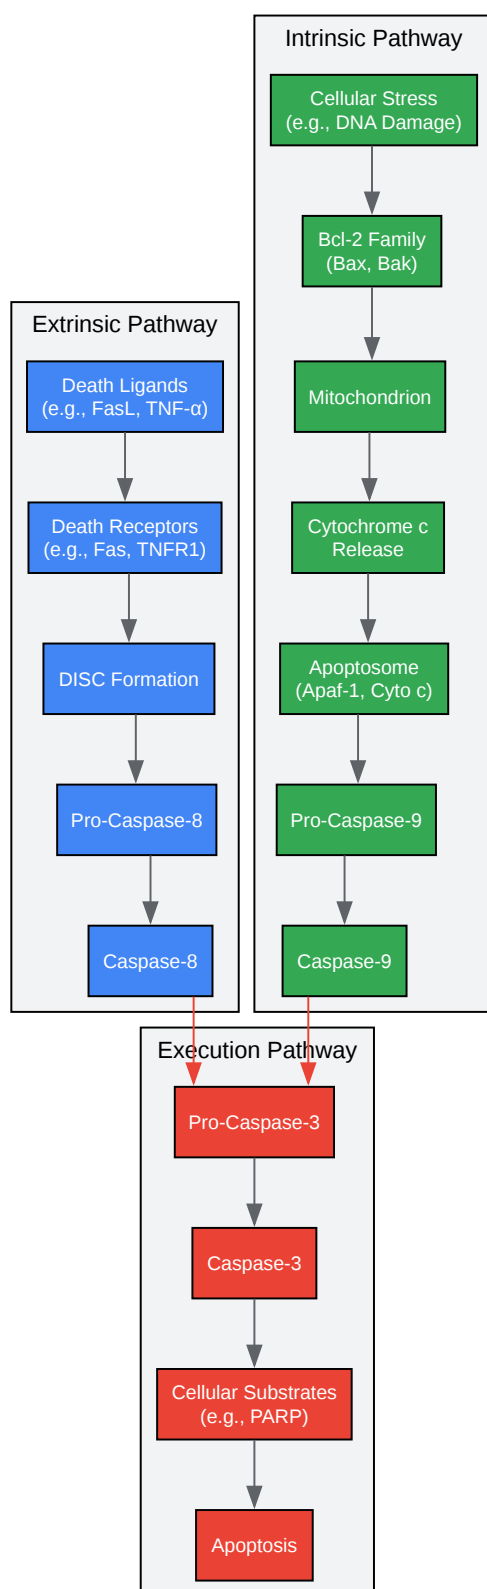 Intrinsic Pathway
Cellular Stress
(e.g., DNA Damage)
Bcl-2 Family
(Bax, Bak)
Mitochondrion
Cytochrome c
Release
Apoptosome
(Apaf-1, Cyto c)
Pro-Caspase-9
Caspase-9
Extrinsic Pathway
Death Ligands
(e.g., FasL, TNF-α)
Death Receptors
(e.g., Fas, TNFR1)
DISC Formation
Pro-Caspase-8
Caspase-8
Execution Pathway
Pro-Caspase-3
Caspase-3
Cellular Substrates
(e.g., PARP)
Apoptosis